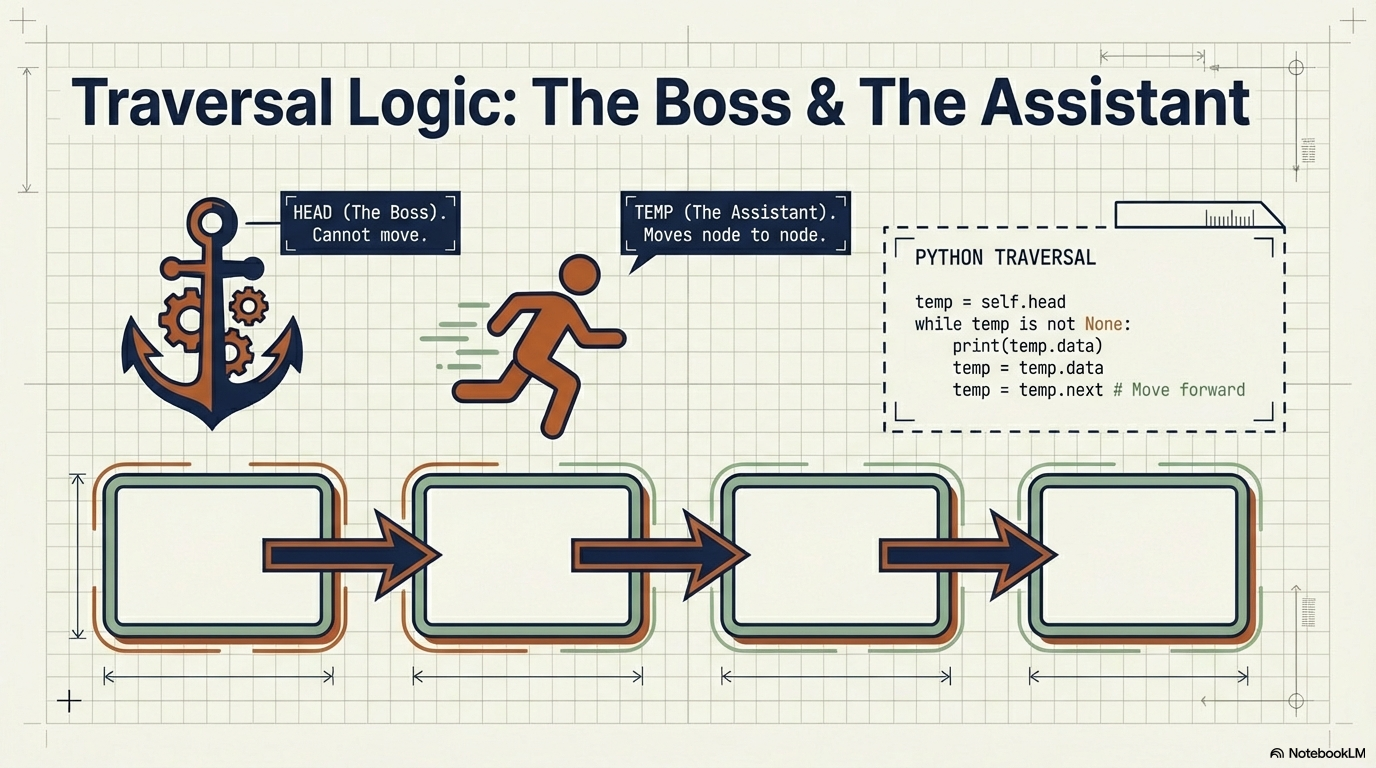 Traversal Logic: The Boss & The Assistant
HEAD (The Boss).
Cannot move.
TEMP (The Assistant).
Moves node to node.
PYTHON TRAVERSAL
temp = self.head
while temp is not None:
    print(temp.data)
    temp = temp.data
    temp = temp.next # Move forward
NotebookLM